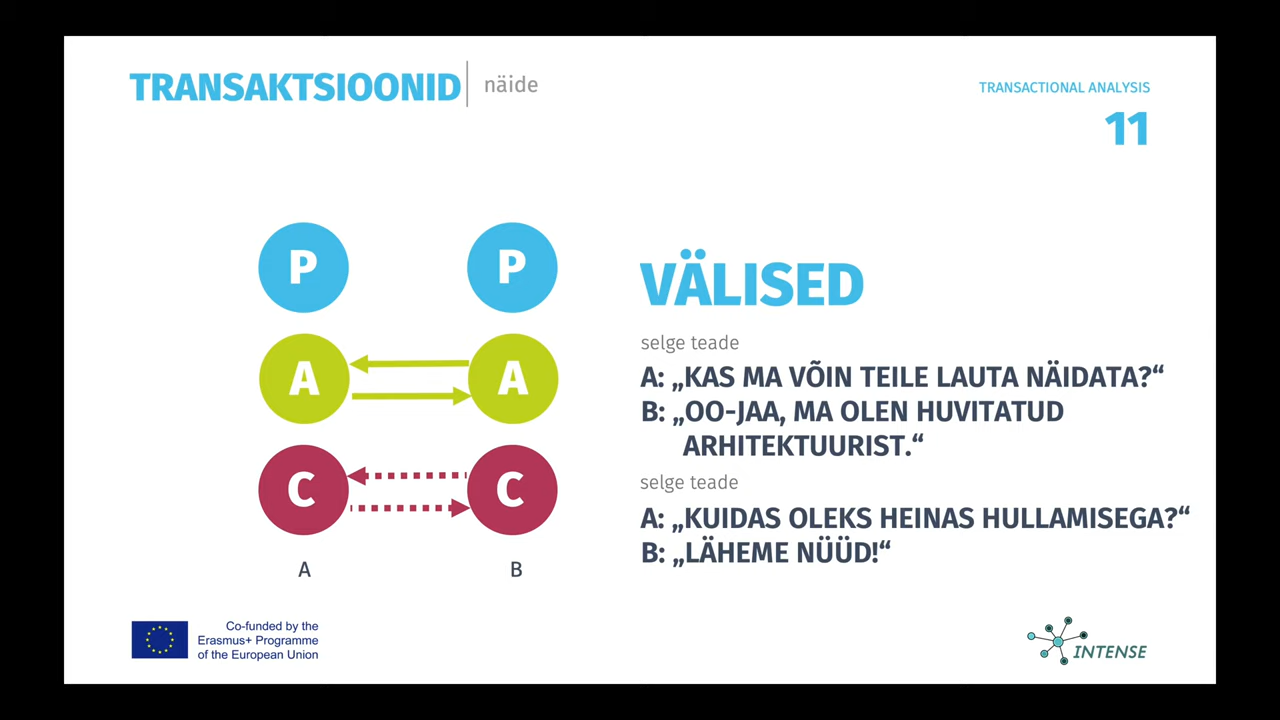 TRANSAKTSIOONID näide
TRANSACTIONAL ANALYSIS
11
P P
VÄLISED
selge teade
A A
A: „KAS MA VÕIN TEILE LAUTA NÄIDATA?“
B: „OO-JAA, MA OLEN HUVITATUD
ARHITEKTUURIST.“
selge teade
C C
A: „KUIDAS OLEKS HEINAS HULLAMISEGA?“
B: „LÄHEME NÜÜD!“
A B
Co-funded by the
Erasmus+ Programme
of the European Union
INTENSE